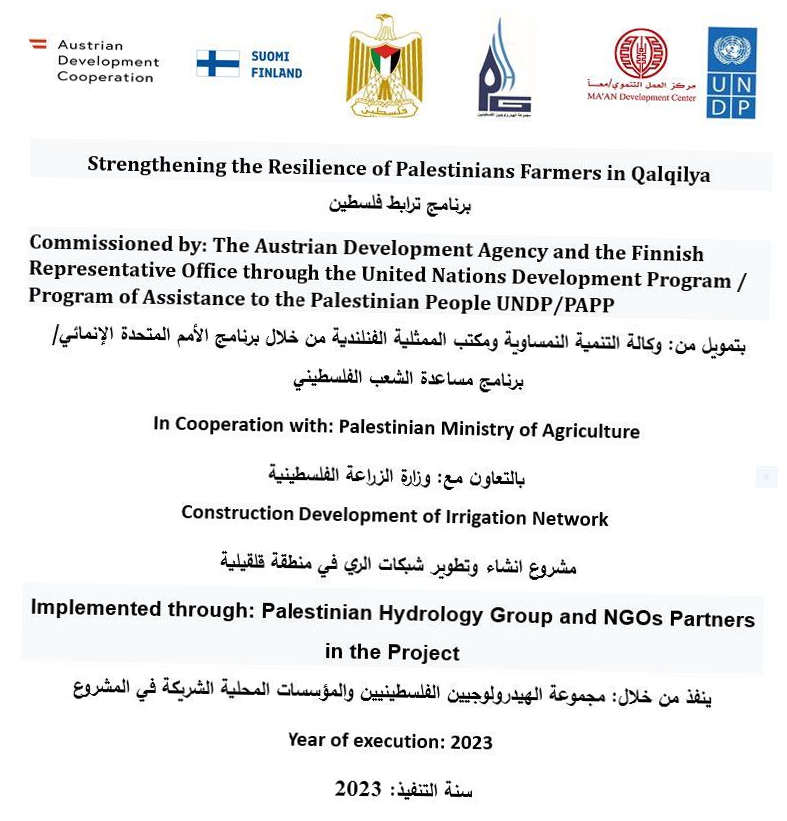 Austrian
Development
Cooperation
SUOMI
FINLAND
فلسطين
PHG
مجموعة الهيدرولوجيين الفلسطينيين
مركز العمل التنموي/معاً
MA'AN Development Center
UN
DP
Strengthening the Resilience of Palestinians Farmers in Qalqilya
برنامج ترابط فلسطين
Commissioned by: The Austrian Development Agency and the Finnish
Representative Office through the United Nations Development Program /
Program of Assistance to the Palestinian People UNDP/PAPP
بتمويل من: وكالة التنمية النمساوية ومكتب الممثلية الفنلندية من خلال برنامج الأمم المتحدة الإنمائي/
برنامج مساعدة الشعب الفلسطيني
In Cooperation with: Palestinian Ministry of Agriculture
بالتعاون مع: وزارة الزراعة الفلسطينية
Construction Development of Irrigation Network
مشروع انشاء وتطوير شبكات الري في منطقة قلقيلية
Implemented through: Palestinian Hydrology Group and NGOs Partners
in the Project
ينفذ من خلال: مجموعة الهيدرولوجيين الفلسطينيين والمؤسسات المحلية الشريكة في المشروع
Year of execution: 2023
سنة التنفيذ: 2023